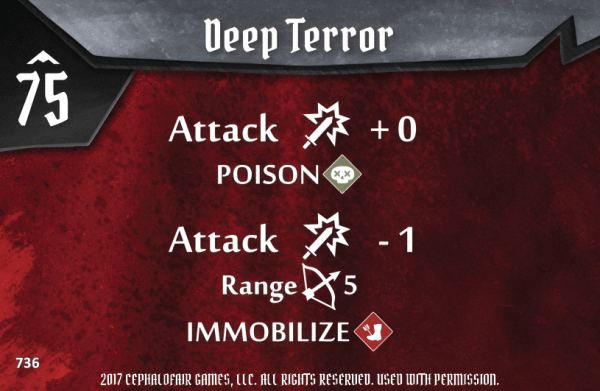 Deep Terror
75
Attack + 0
POISON
Attack - 1
Range 5
IMMOBILIZE
736
2017 CEPHALOFAIR GAMES, LLC. ALL RIGHTS RESERVED. USED WITH PERMISSION.